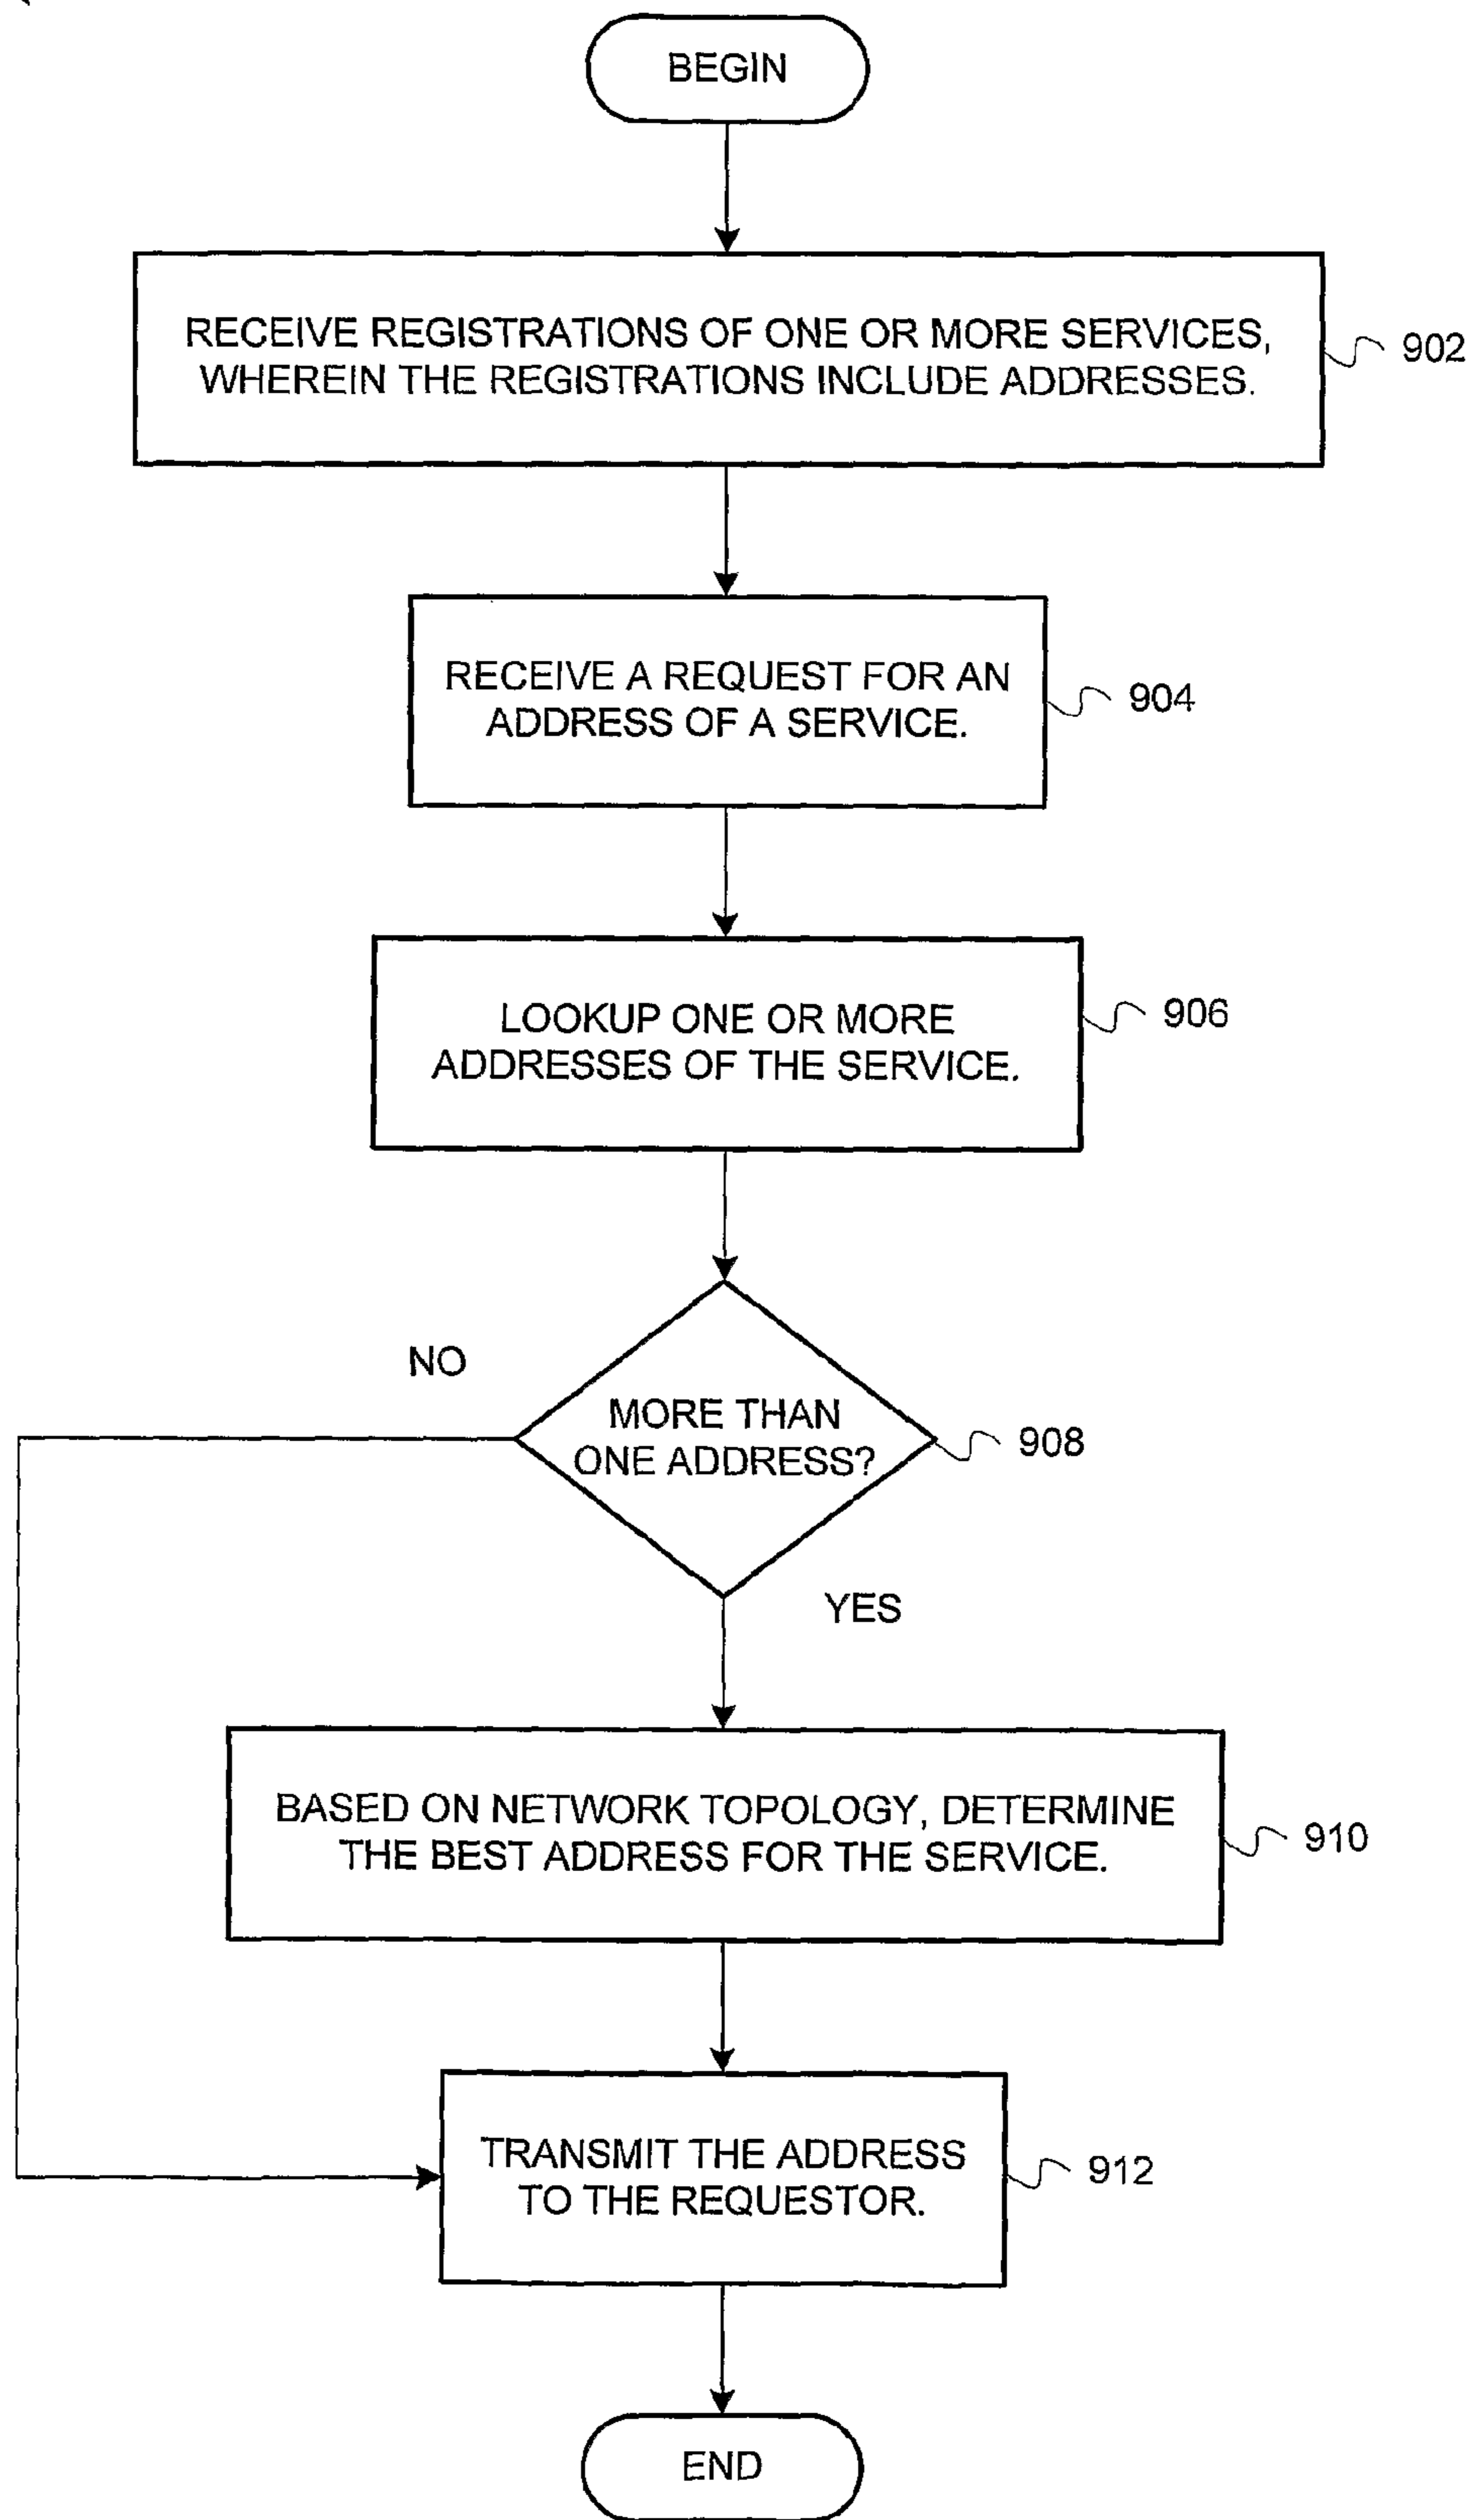 BEGIN
RECEIVE REGISTRATIONS OF ONE OR MORE SERVICES,
WHEREIN THE REGISTRATIONS INCLUDE ADDRESSES.
902
RECEIVE A REQUEST FOR AN
ADDRESS OF A SERVICE.
904
LOOKUP ONE OR MORE
ADDRESSES OF THE SERVICE.
906
NO
MORE THAN
ONE ADDRESS?
908
YES
BASED ON NETWORK TOPOLOGY, DETERMINE
THE BEST ADDRESS FOR THE SERVICE.
910
TRANSMIT THE ADDRESS
TO THE REQUESTOR.
912
END